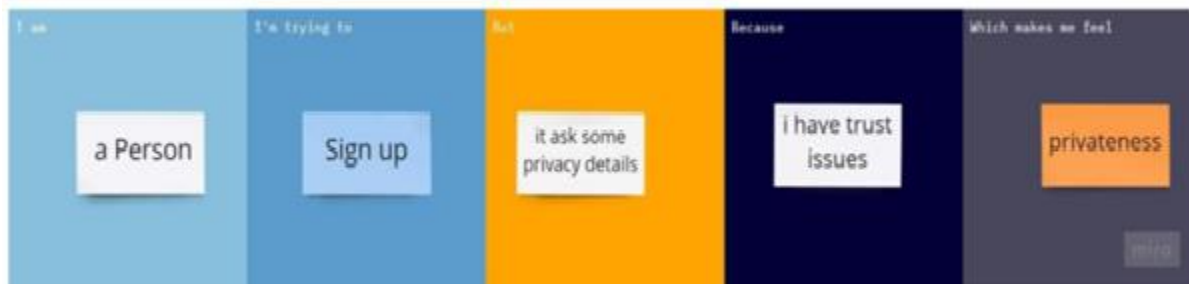 I am
I'm trying to
But
Because
Which makes me feel
a Person
Sign up
it ask some
privacy details
i have trust
issues
privateness
miro